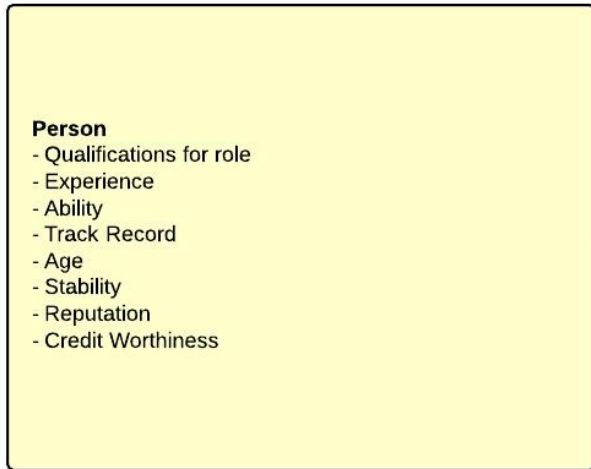 Person
- Qualifications for role
- Experience
- Ability
- Track Record
- Age
- Stability
- Reputation
- Credit Worthiness